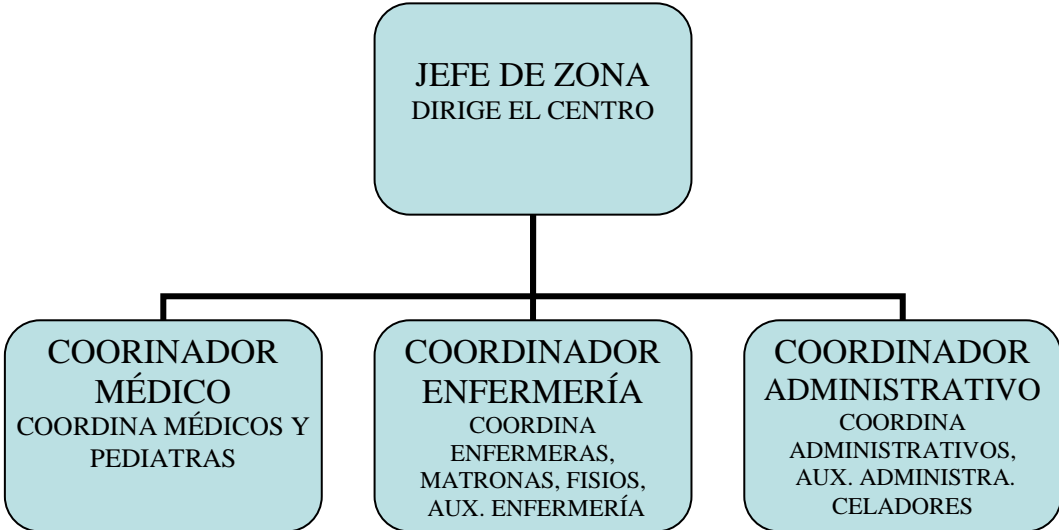 JEFE DE ZONA
DIRIGE EL CENTRO
COORINADOR
MÉDICO
COORDINA MÉDICOS Y
PEDIATRAS
COORDINADOR
ENFERMERÍA
COORDINA
ENFERMERAS,
MATRONAS, FISIOS,
AUX. ENFERMERÍA
COORDINADOR
ADMINISTRATIVO
COORDINA
ADMINISTRATIVOS,
AUX. ADMINISTRA.
CELADORES